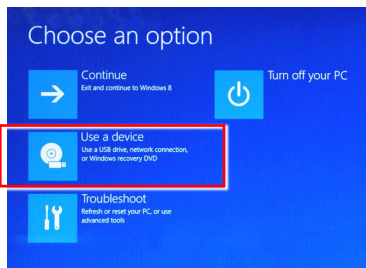 Choose an option
Continue
Exit and continue to Windows 8
Turn off your PC
Use a device
Use a USB drive, network connection,
or Windows recovery DVD
Troubleshoot
Refresh or reset your PC, or use
advanced tools